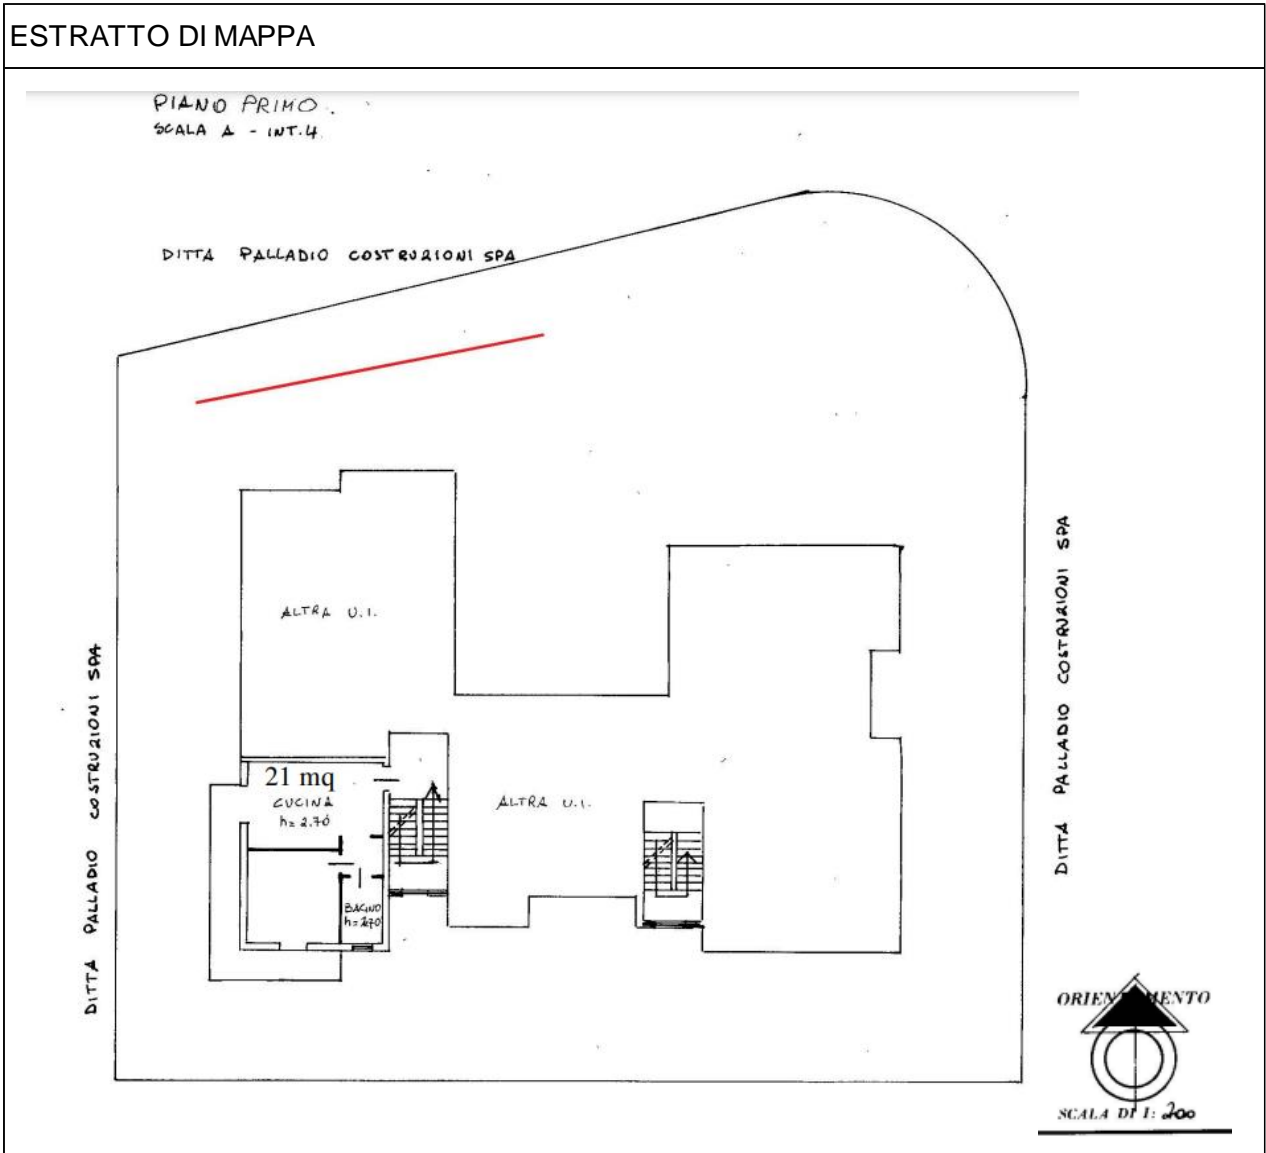 ESTRATTO DI MAPPA
PIANO PRIMO.
SCALA A - INT.4
DITTA PALLADIO COSTRUZIONI SPA
ALTRA U.I.
DITTA PALLADIO COSTRUZIONI SPA
DITTA PALLADIO COSTRUZIONI SPA
21 mq
CUCINA
h=2.70
ALTRA U.I.
BAGNO
h=2.70
ORIENTAMENTO
SCALA DI 1: 200